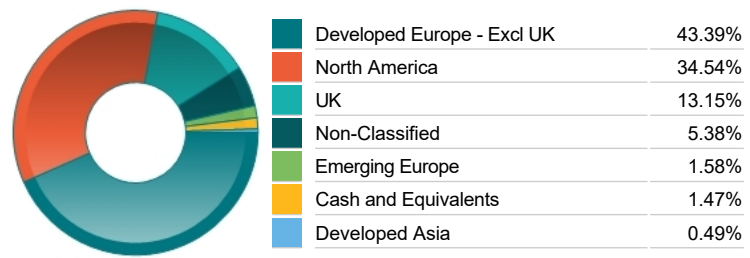 Developed Europe - Excl UK 43.39%
North America 34.54%
UK 13.15%
Non-Classified 5.38%
Emerging Europe 1.58%
Cash and Equivalents 1.47%
Developed Asia 0.49%